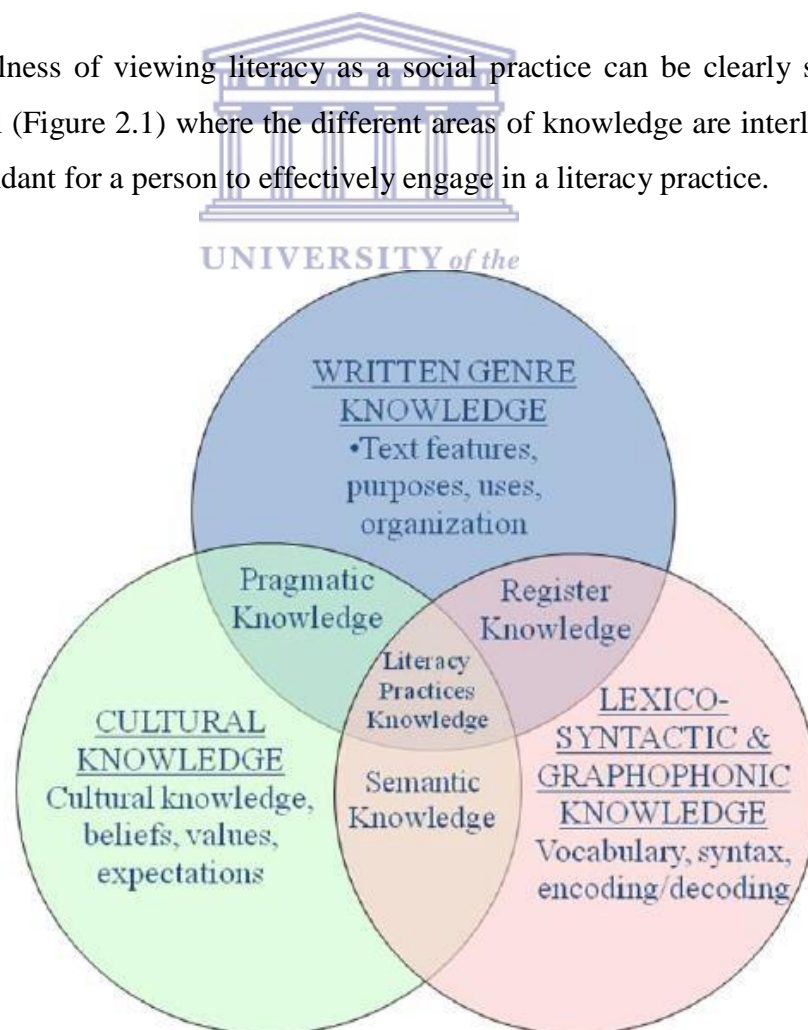 lness of viewing literacy as a social practice can be clearly s
(Figure 2.1) where the different areas of knowledge are interl
dant for a person to effectively engage in a literacy practice.
UNIVERSITY of the
WRITTEN GENRE
KNOWLEDGE
•Text features,
purposes, uses,
organization
Pragmatic
Knowledge
Register
Knowledge
Literacy
Practices
Knowledge
CULTURAL
KNOWLEDGE
Cultural knowledge,
beliefs, values,
expectations
Semantic
Knowledge
LEXICO-
SYNTACTIC &
GRAPHOPHONIC
KNOWLEDGE
Vocabulary, syntax,
encoding/decoding